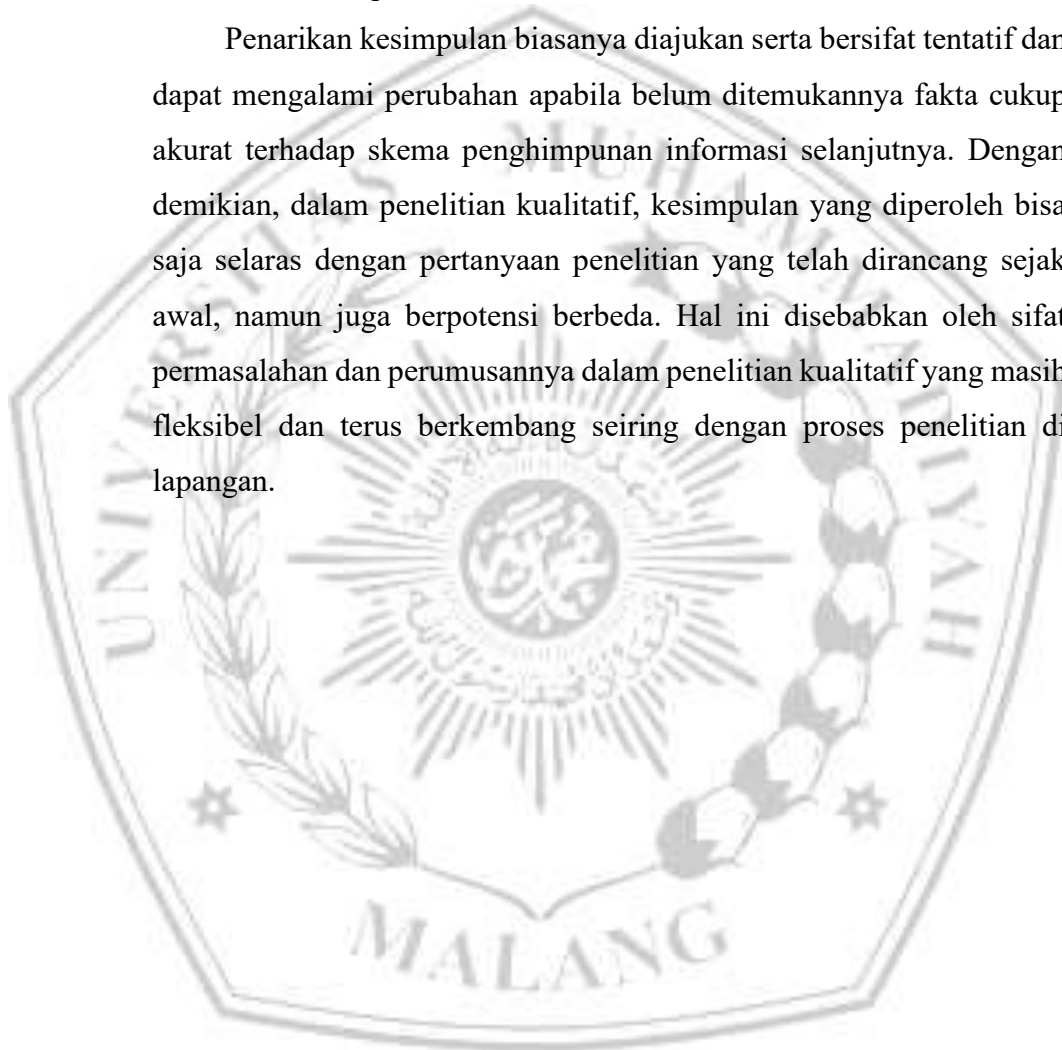 Penarikan kesimpulan biasanya diajukan serta bersifat tentatif dan
dapat mengalami perubahan apabila belum ditemukannya fakta cukup
akurat terhadap skema penghimpunan informasi selanjutnya. Dengan
demikian, dalam penelitian kualitatif, kesimpulan yang diperoleh bisa
saja selaras dengan pertanyaan penelitian yang telah dirancang sejak
awal, namun juga berpotensi berbeda. Hal ini disebabkan oleh sifat
permasalahan dan perumusannya dalam penelitian kualitatif yang masih
fleksibel dan terus berkembang seiring dengan proses penelitian di
lapangan.
UNIVERSITAS MUHAMMADIYAH
MALANG